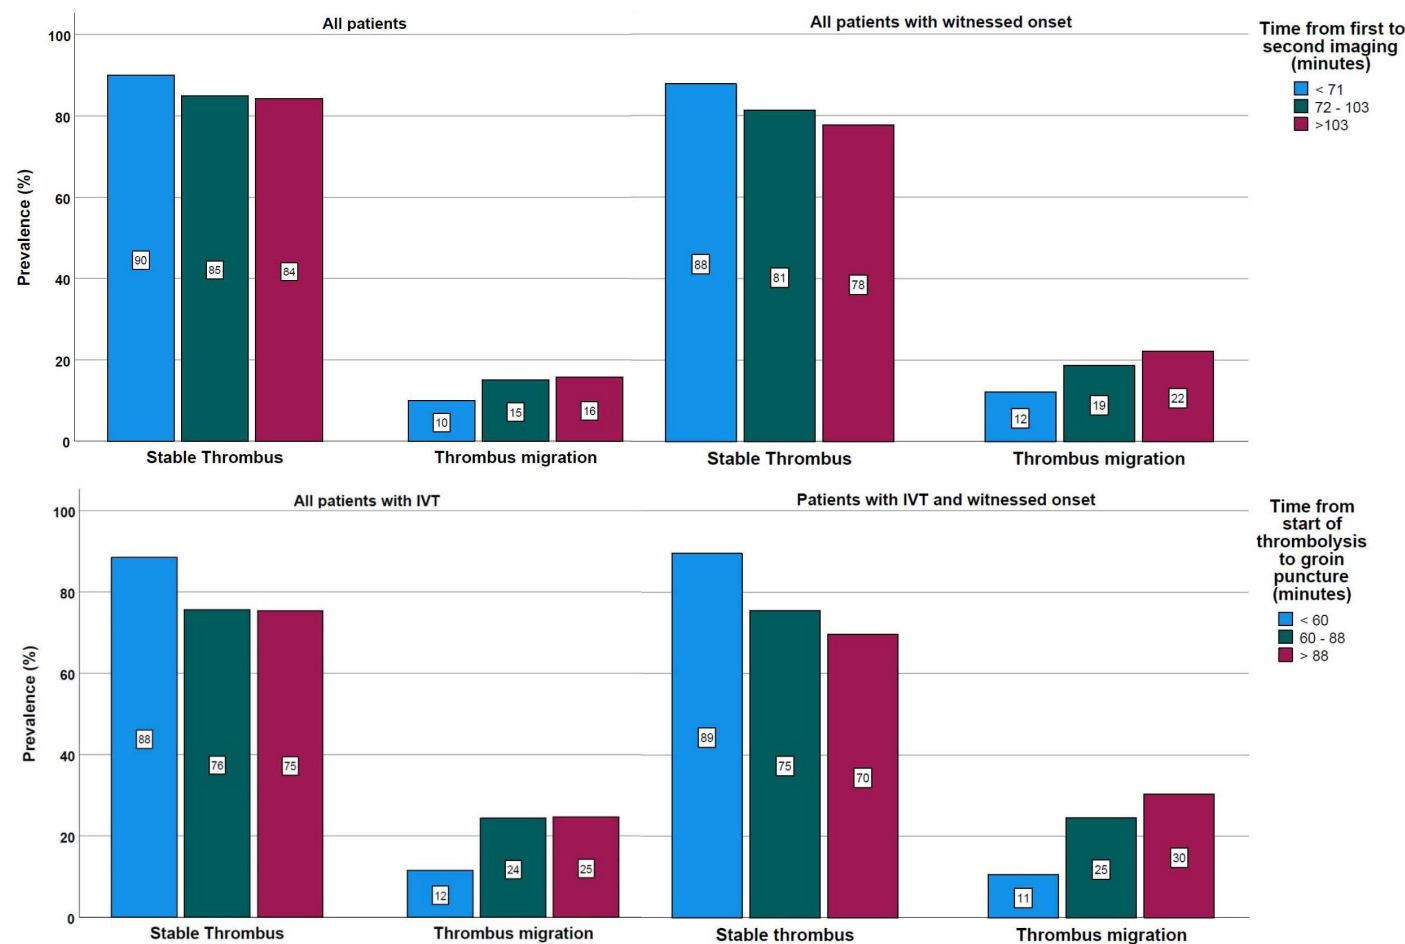 All patients
All patients with witnessed onset
Time from first to
second imaging
(minutes)
< 71
72 - 103
>103
Prevalence (%)
100
80
60
40
20
0
90
85
84
10
15
16
88
81
78
12
19
22
Stable Thrombus
Thrombus migration
Stable Thrombus
Thrombus migration
All patients with IVT
Patients with IVT and witnessed onset
Time from
start of
thrombolysis
to groin
puncture
(minutes)
< 60
60 - 88
> 88
Prevalence (%)
100
80
60
40
20
0
88
76
75
12
24
25
89
75
70
11
25
30
Stable Thrombus
Thrombus migration
Stable thrombus
Thrombus migration